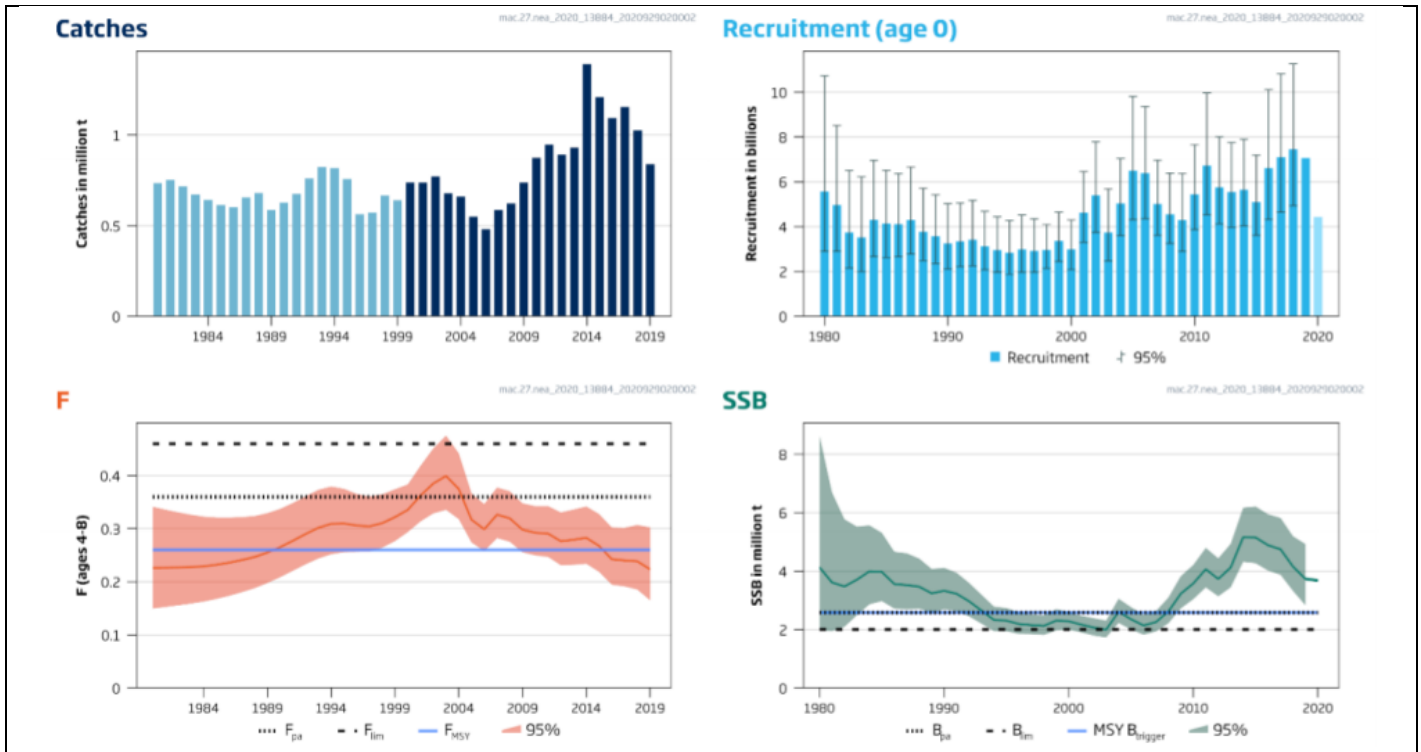 mac.27.nea_2020_13884_2020929020002
Catches
Catches in million t
1
0.5
0
1984 1989 1994 1999 2004 2009 2014 2019
mac.27.nea_2020_13884_2020929020002
Recruitment (age 0)
Recruitment in billions
10
8
6
4
2
0
1980 1990 2000 2010 2020
Recruitment 95%
mac.27.nea_2020_13884_2020929020002
F
F (ages 4-8)
0.4
0.3
0.2
0.1
0
1984 1989 1994 1999 2004 2009 2014 2019
Fpa Flim FMSY 95%
mac.27.nea_2020_13884_2020929020002
SSB
SSB in million t
8
6
4
2
0
1980 1990 2000 2010 2020
Bpa Blim MSY Btrigger 95%